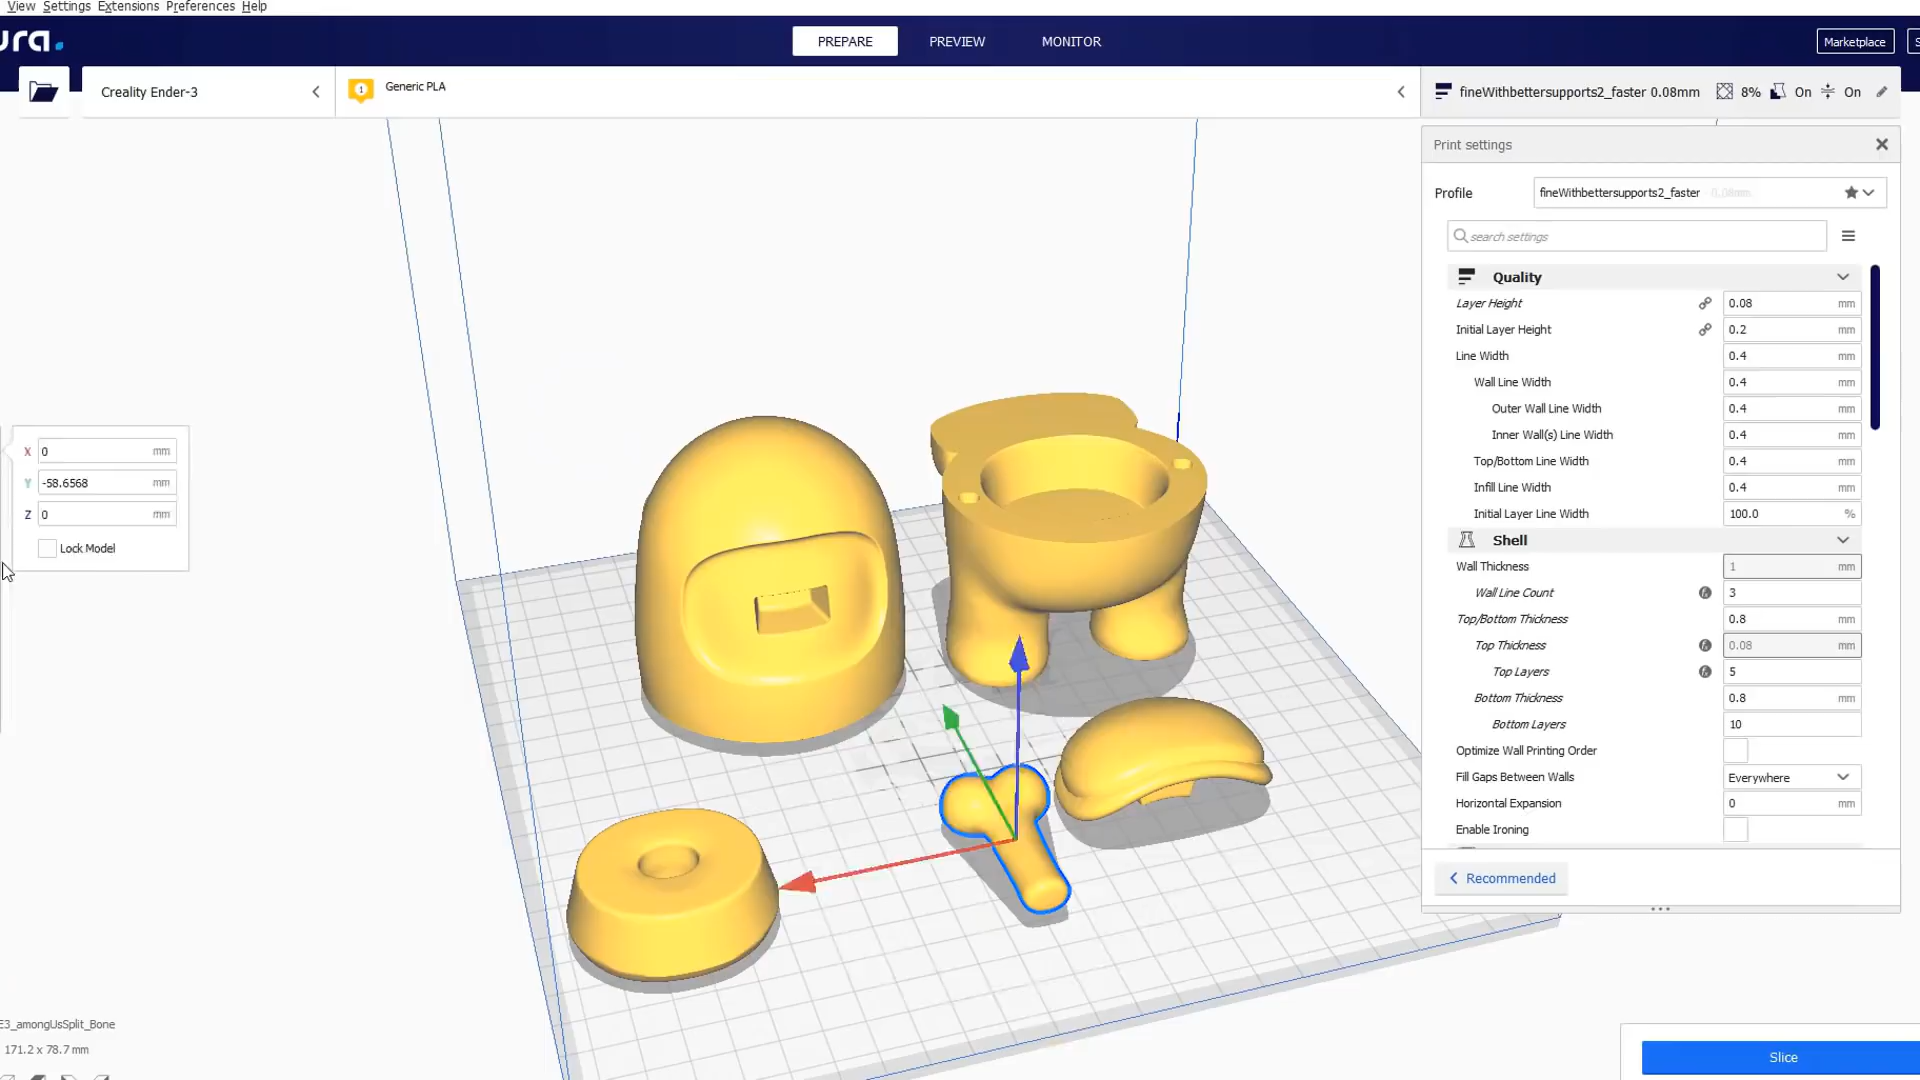 View Settings Extensions Preferences Help
ura.
PREPARE PREVIEW MONITOR
Marketplace
Creality Ender-3
1 Generic PLA
fineWithbettersupports2_faster 0.08mm 8% On On
Print settings
Profile fineWithbettersupports2_faster 0.08mm
search settings
Quality
Layer Height 0.08 mm
Initial Layer Height 0.2 mm
Line Width 0.4 mm
Wall Line Width 0.4 mm
Outer Wall Line Width 0.4 mm
Inner Wall(s) Line Width 0.4 mm
Top/Bottom Line Width 0.4 mm
Infill Line Width 0.4 mm
Initial Layer Line Width 100.0 %
Shell
Wall Thickness 1 mm
Wall Line Count 3
Top/Bottom Thickness 0.8 mm
Top Thickness 0.08 mm
Top Layers 5
Bottom Thickness 0.8 mm
Bottom Layers 10
Optimize Wall Printing Order
Fill Gaps Between Walls Everywhere
Horizontal Expansion 0 mm
Enable Ironing
Recommended
X 0 mm
Y -58.6568 mm
Z 0 mm
Lock Model
E3_amongUsSplit_Bone
171.2 x 78.7 mm
Slice